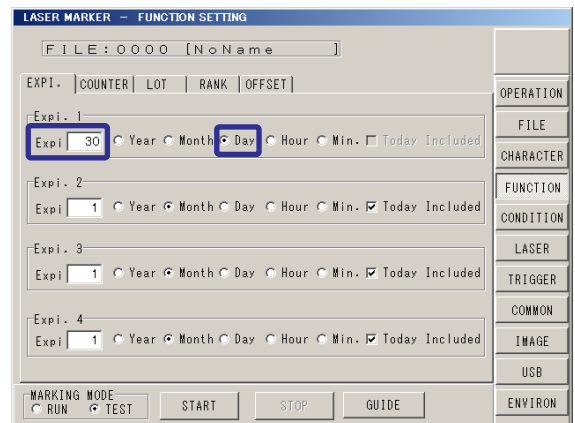 LASER MARKER － FUNCTION SETTING
FILE:0000 [NoName ]
EXPI. COUNTER LOT RANK OFFSET
Expi. 1
Expi 30 Year Month Day Hour Min. Today Included
Expi. 2
Expi 1 Year Month Day Hour Min. Today Included
Expi. 3
Expi 1 Year Month Day Hour Min. Today Included
Expi. 4
Expi 1 Year Month Day Hour Min. Today Included
MARKING MODE
RUN TEST START STOP GUIDE
OPERATION
FILE
CHARACTER
FUNCTION
CONDITION
LASER
TRIGGER
COMMON
IMAGE
USB
ENVIRON